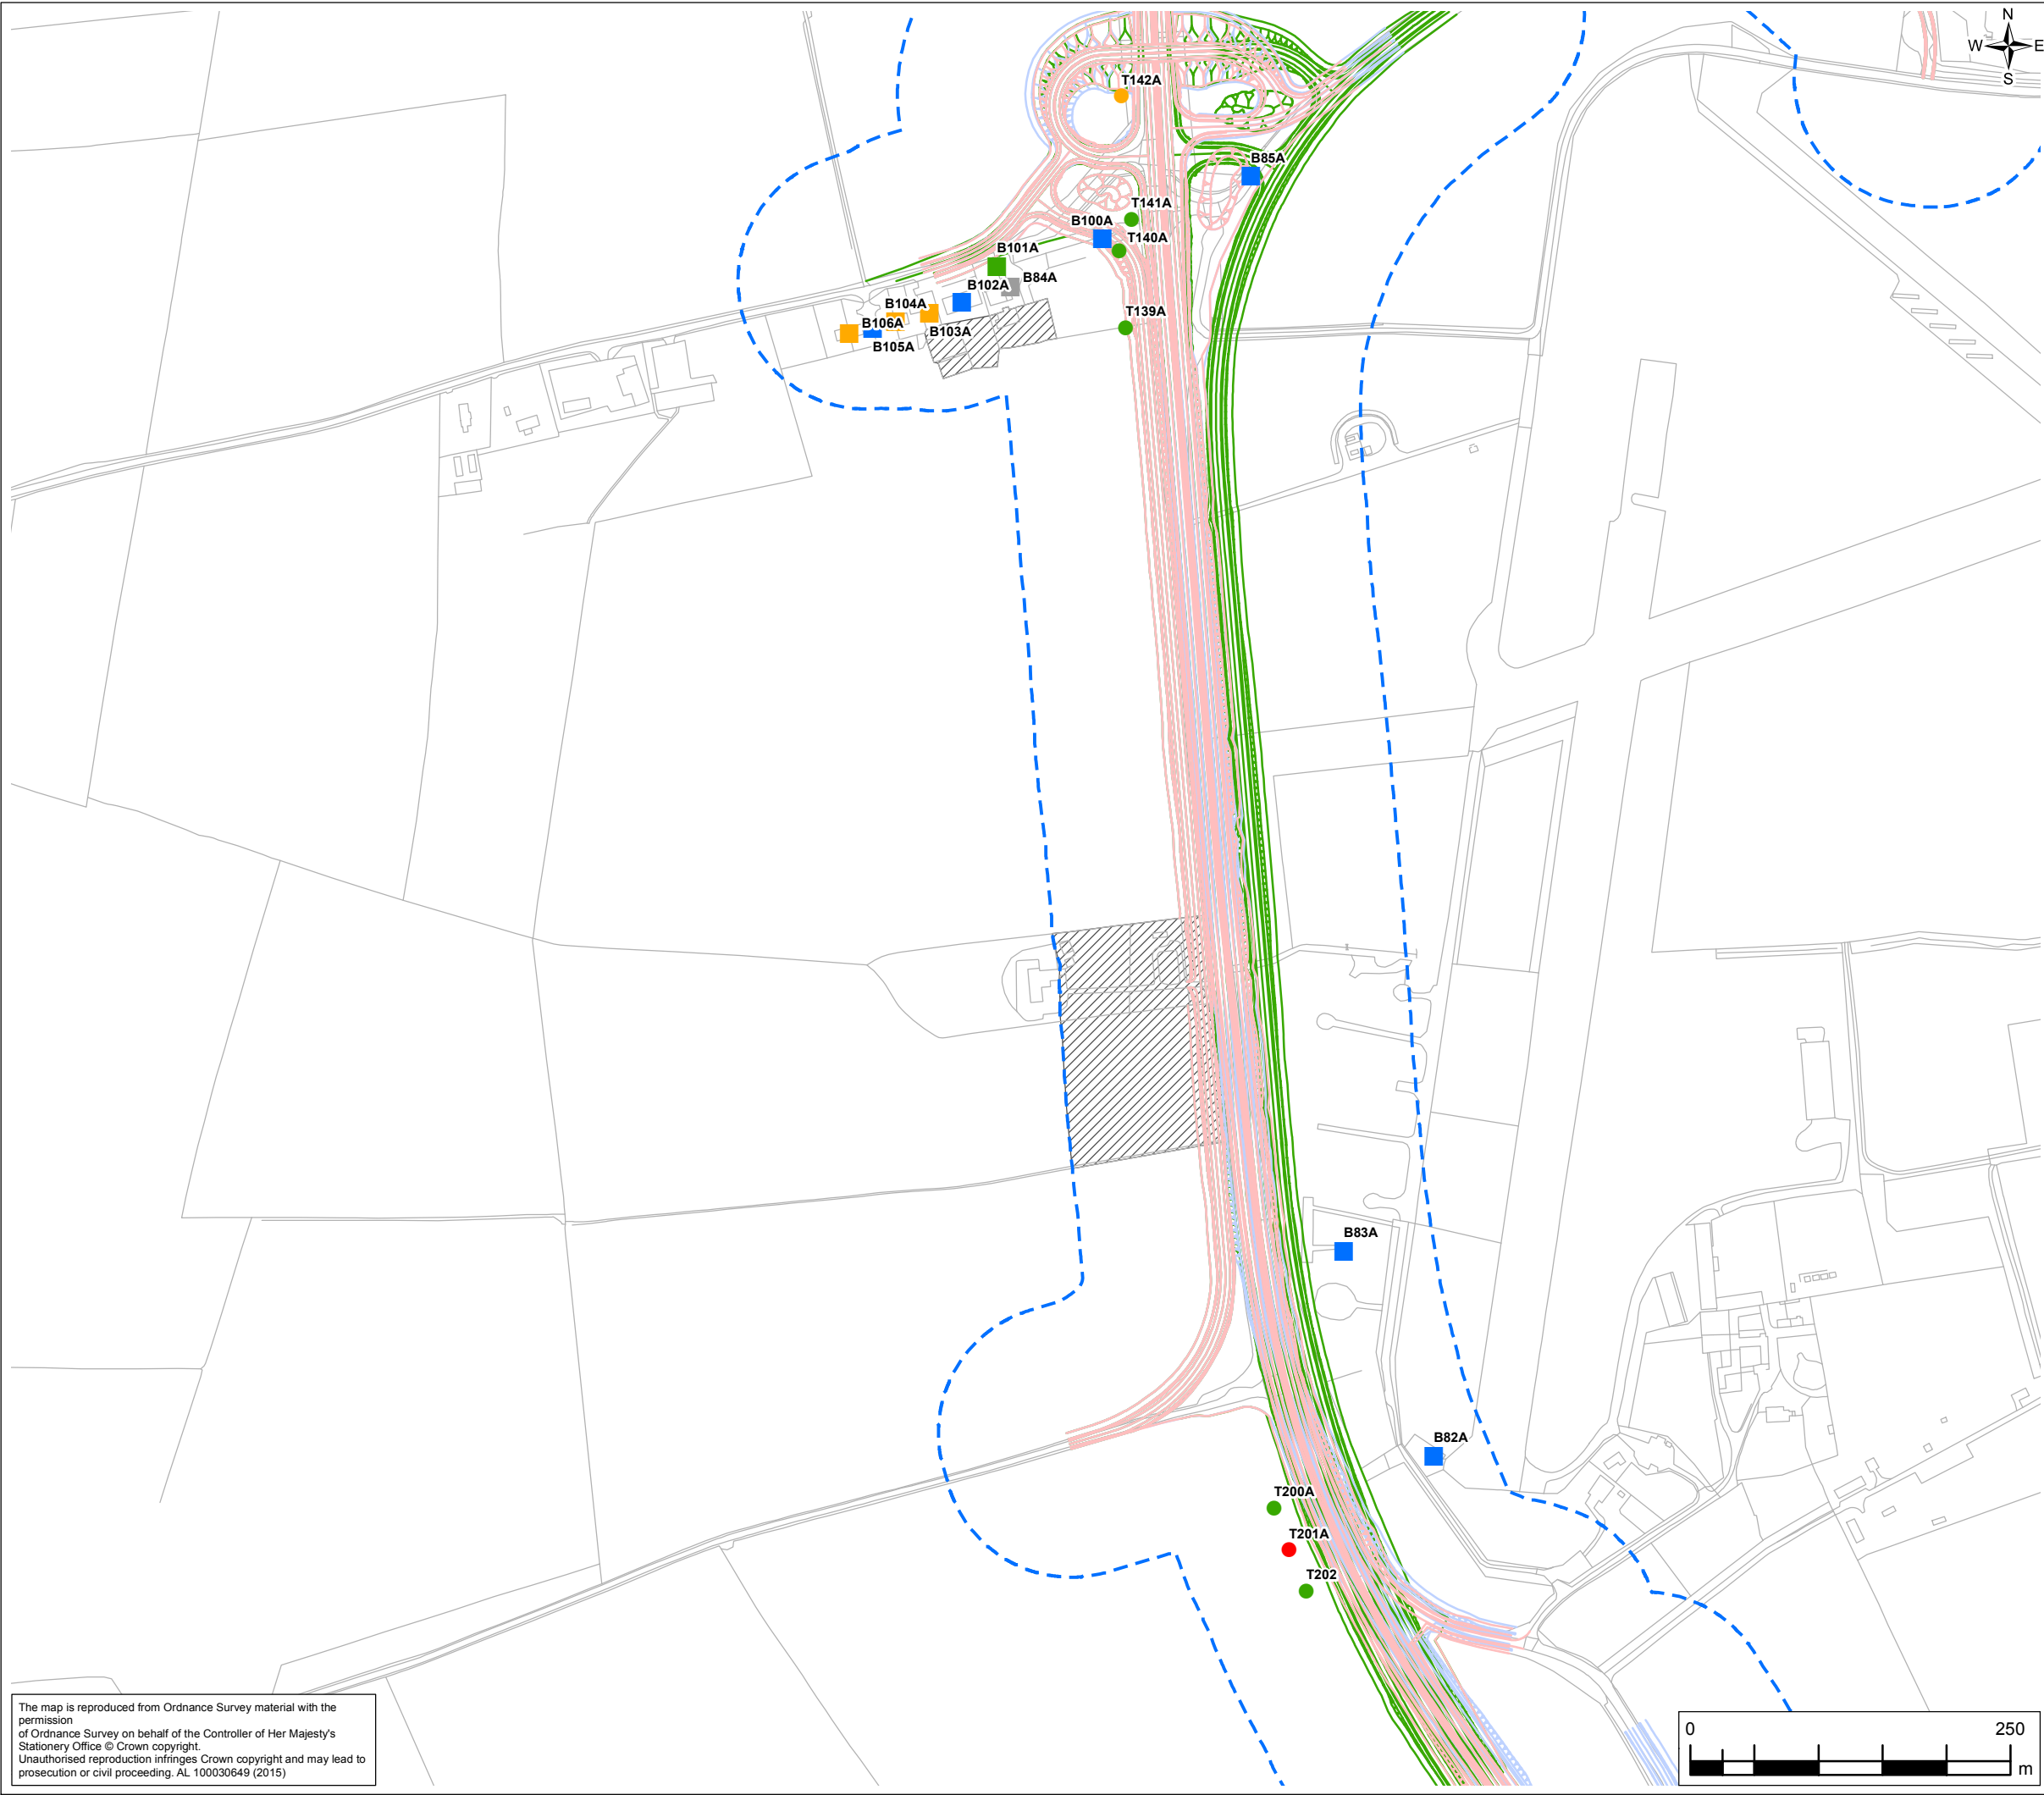 N
W E
S
T142A
B85A
T141A
B100A
T140A
B101A
B84A
B102A
B104A
T139A
B106A
B103A
B105A
B83A
B82A
T200A
T201A
T202
The map is reproduced from Ordnance Survey material with the
permission
of Ordnance Survey on behalf of the Controller of Her Majesty's
Stationery Office © Crown copyright.
Unauthorised reproduction infringes Crown copyright and may lead to
prosecution or civil proceeding. AL 100030649 (2015)
0 250
m